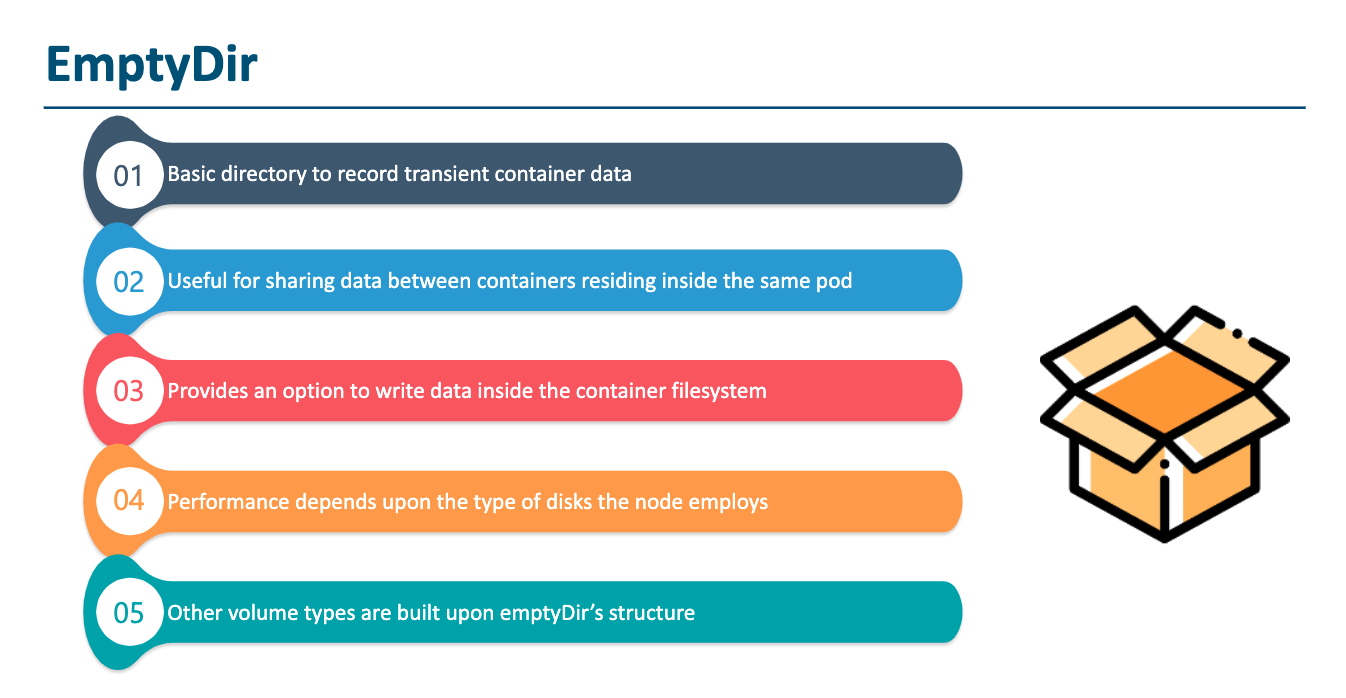 EmptyDir
01
Basic directory to record transient container data
02
Useful for sharing data between containers residing inside the same pod
03
Provides an option to write data inside the container filesystem
04
Performance depends upon the type of disks the node employs
05
Other volume types are built upon emptyDir’s structure